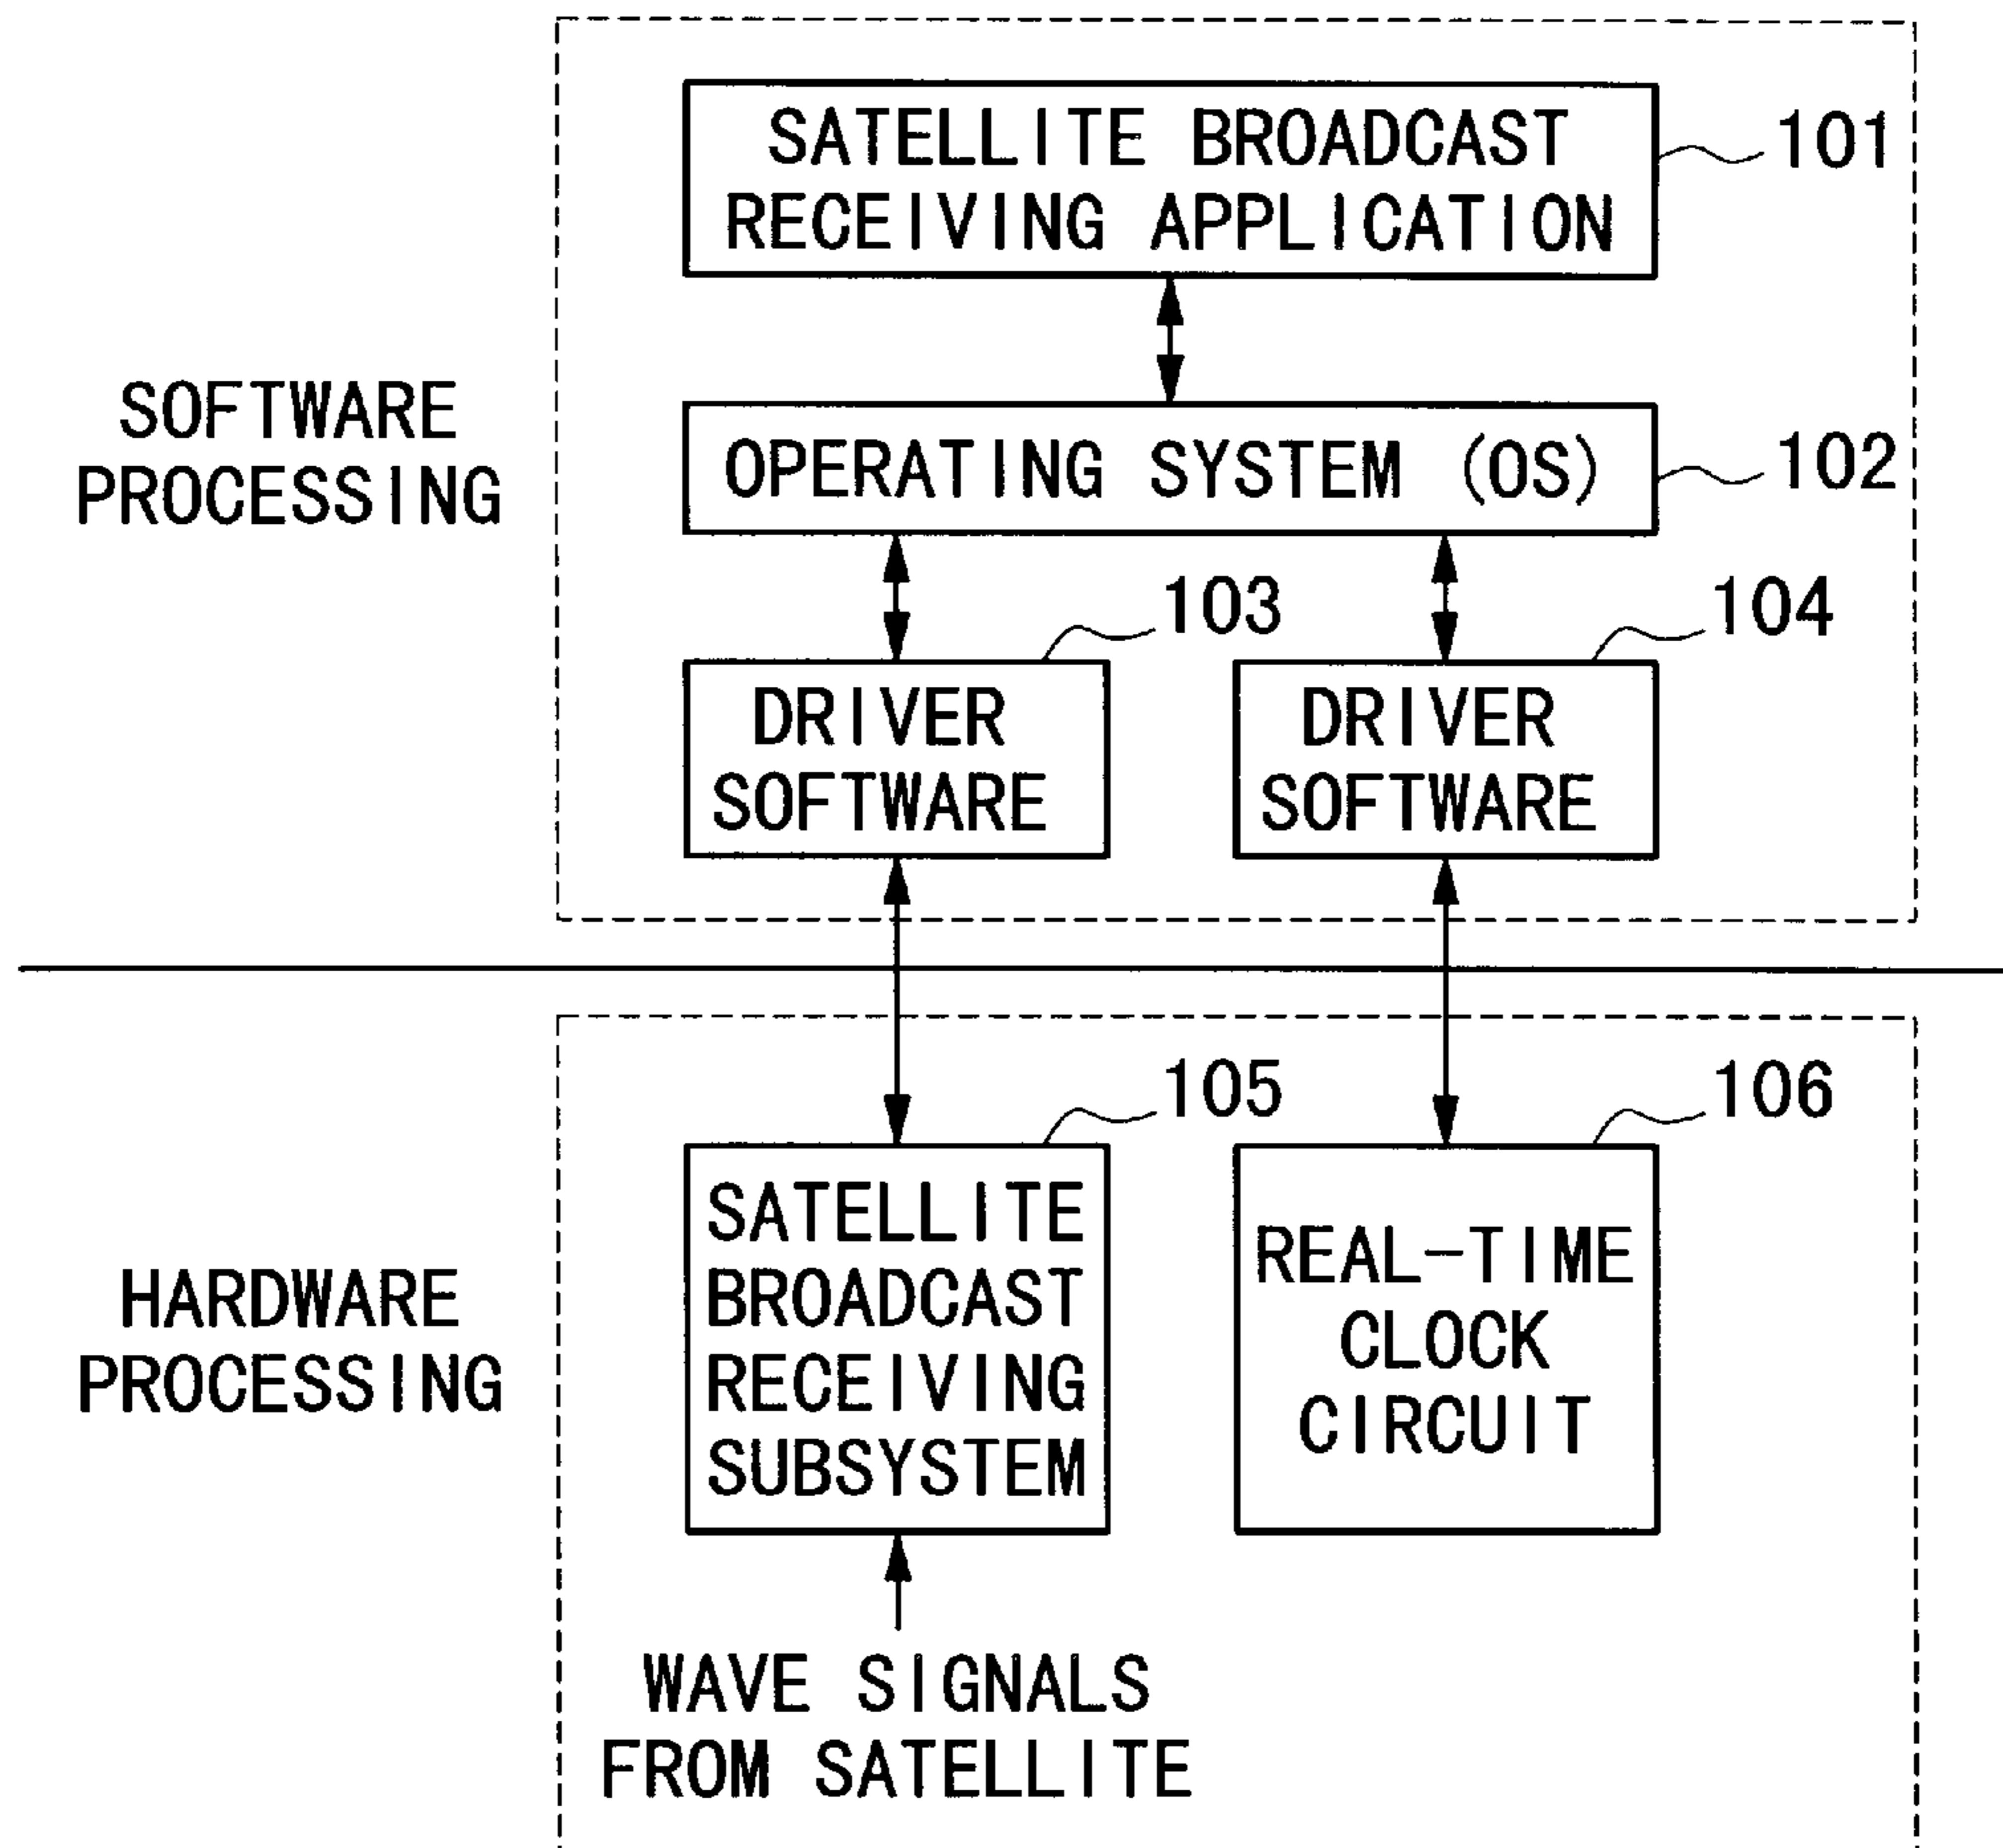 SATELLITE BROADCAST
RECEIVING APPLICATION
101
SOFTWARE
PROCESSING
OPERATING SYSTEM (OS)
102
103
104
DRIVER
SOFTWARE
DRIVER
SOFTWARE
105
106
HARDWARE
PROCESSING
SATELLITE
BROADCAST
RECEIVING
SUBSYSTEM
REAL-TIME
CLOCK
CIRCUIT
WAVE SIGNALS
FROM SATELLITE